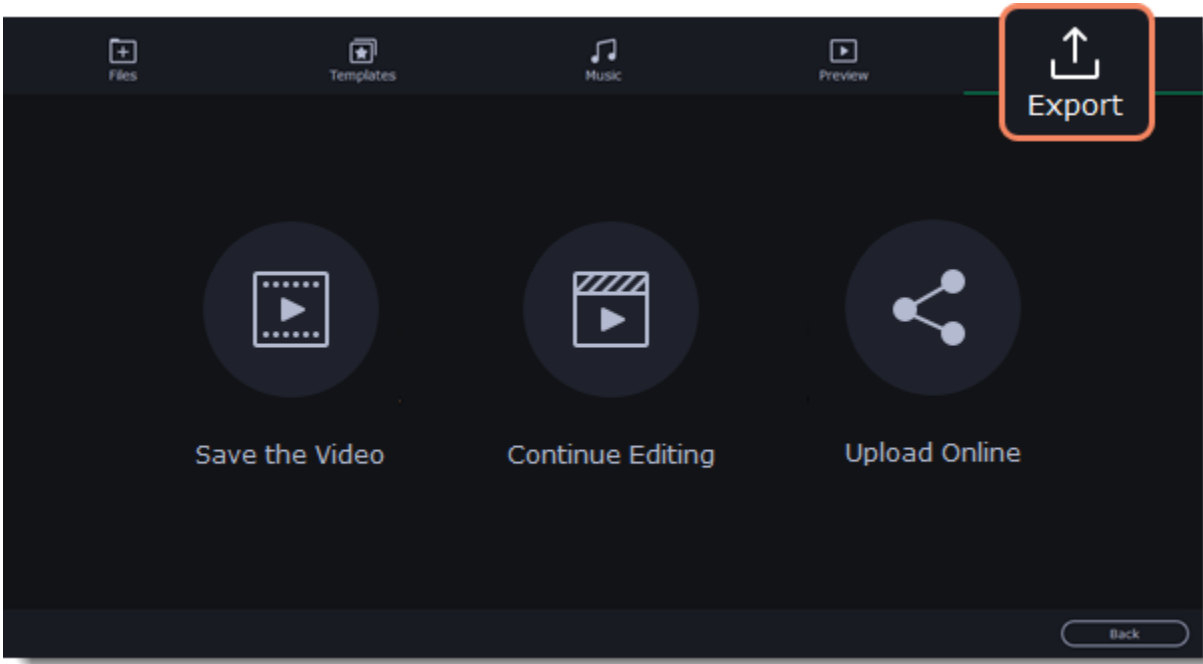 Files
Templates
Music
Preview
Export
Save the Video
Continue Editing
Upload Online
Back